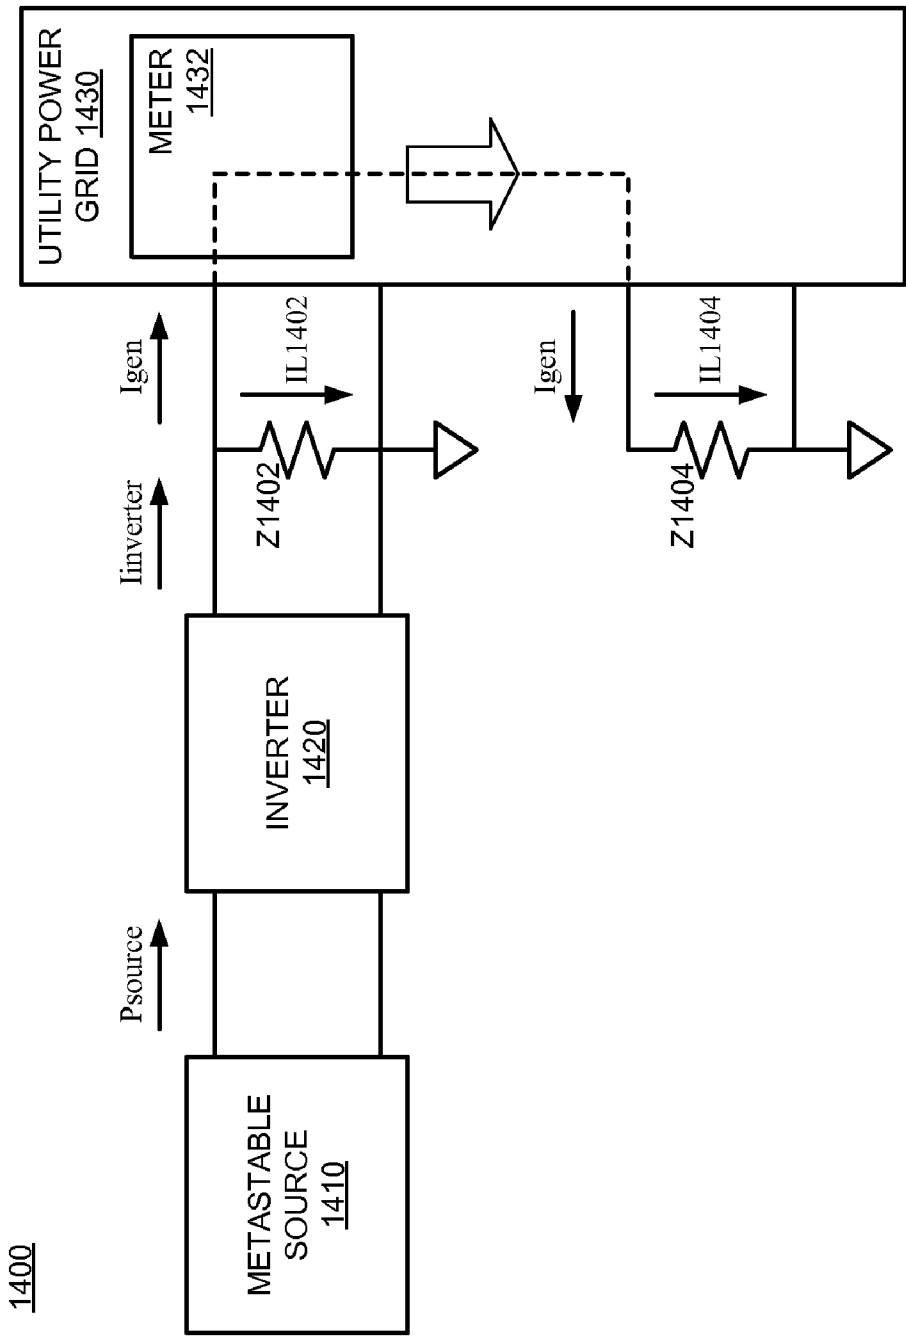 1400
METASTABLE
SOURCE
1410
Psource
INVERTER
1420
Iinverter
Igen
Z1402
IL1402
UTILITY POWER
GRID 1430
METER
1432
Igen
Z1404
IL1404